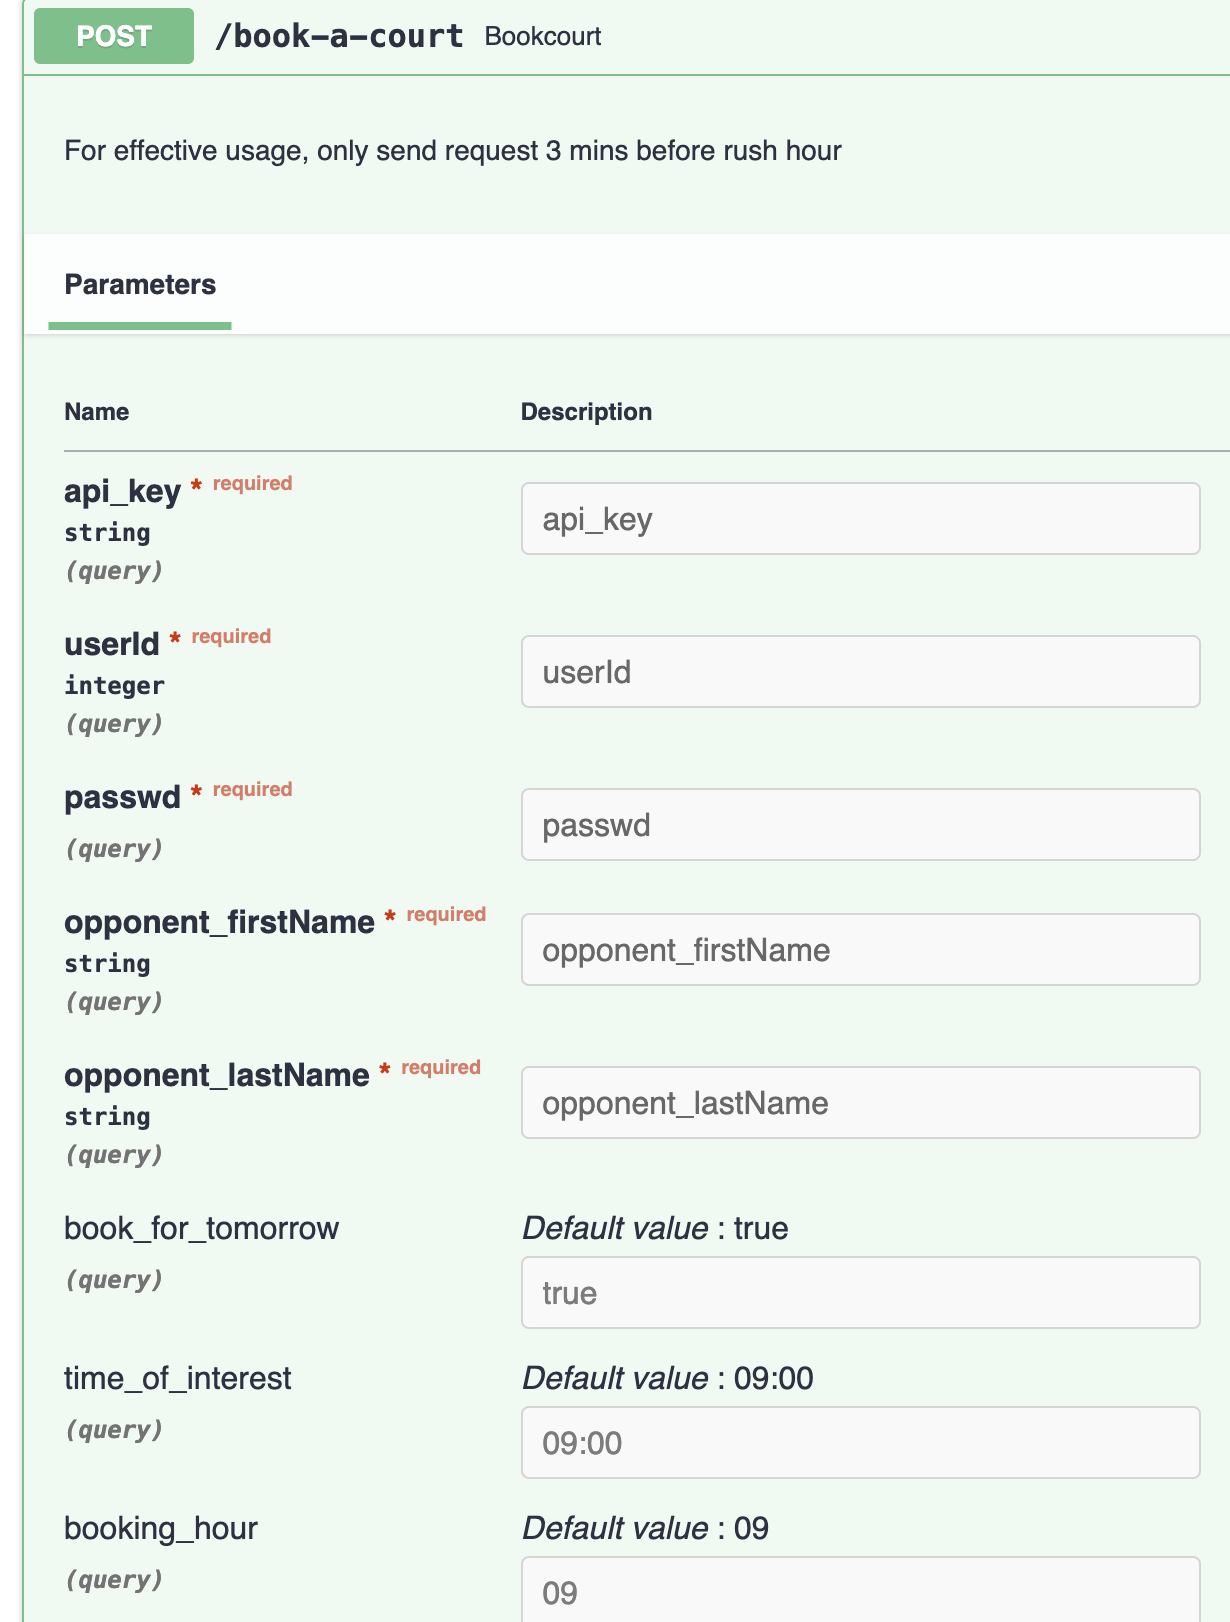 POST /book-a-court Bookcourt
For effective usage, only send request 3 mins before rush hour
Parameters
Name Description
api_key * required
string
(query)
api_key
userId * required
integer
(query)
userId
passwd * required
(query)
passwd
opponent_firstName * required
string
(query)
opponent_firstName
opponent_lastName * required
string
(query)
opponent_lastName
book_for_tomorrow
(query)
Default value : true
true
time_of_interest
(query)
Default value : 09:00
09:00
booking_hour
(query)
Default value : 09
09